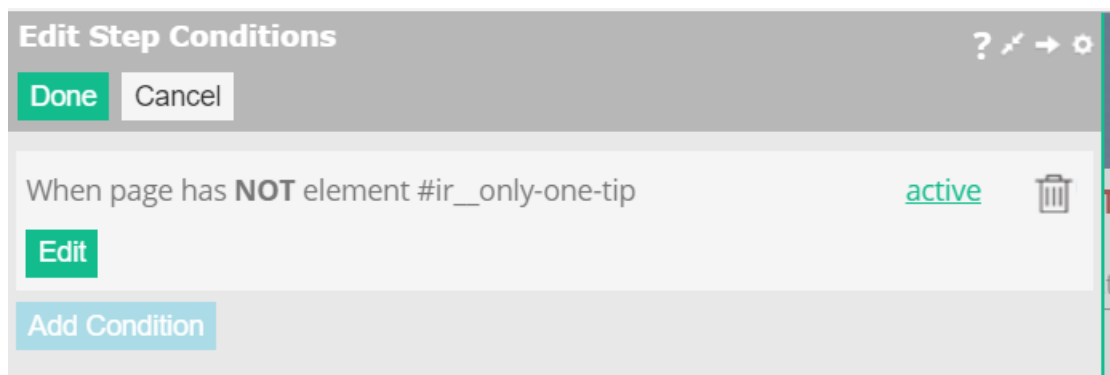 Edit Step Conditions ?
Done Cancel
When page has NOT element #ir__only-one-tip active
Edit
Add Condition